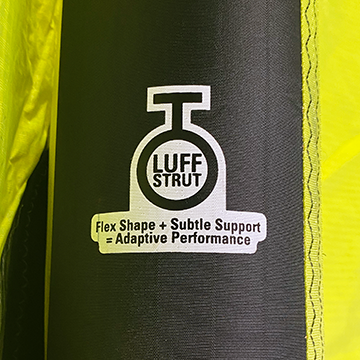 LUFF
STRUT
Flex Shape + Subtle Support
= Adaptive Performance